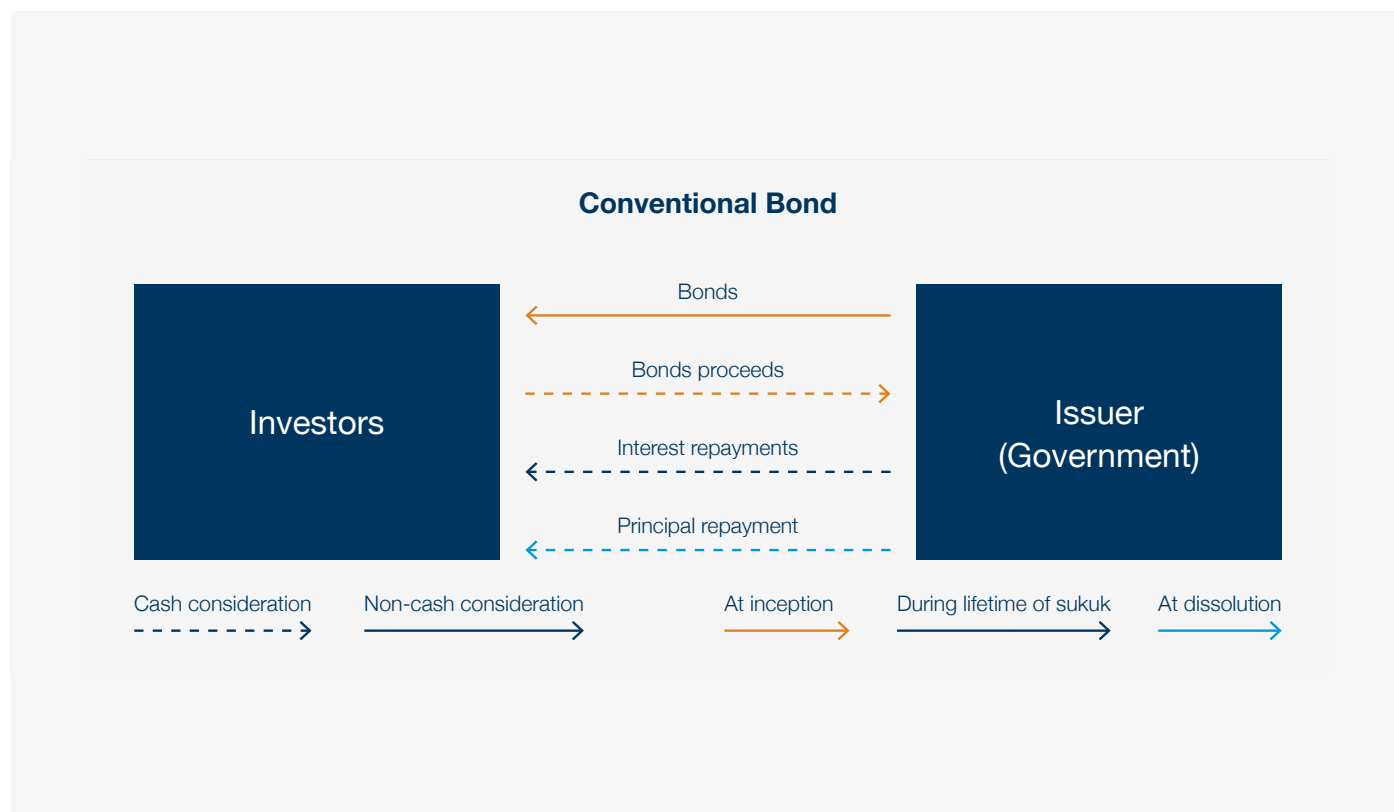 Conventional Bond
Investors
Bonds
Bonds proceeds
Interest repayments
Principal repayment
Issuer
(Government)
Cash consideration
Non-cash consideration
At inception
During lifetime of sukuk
At dissolution